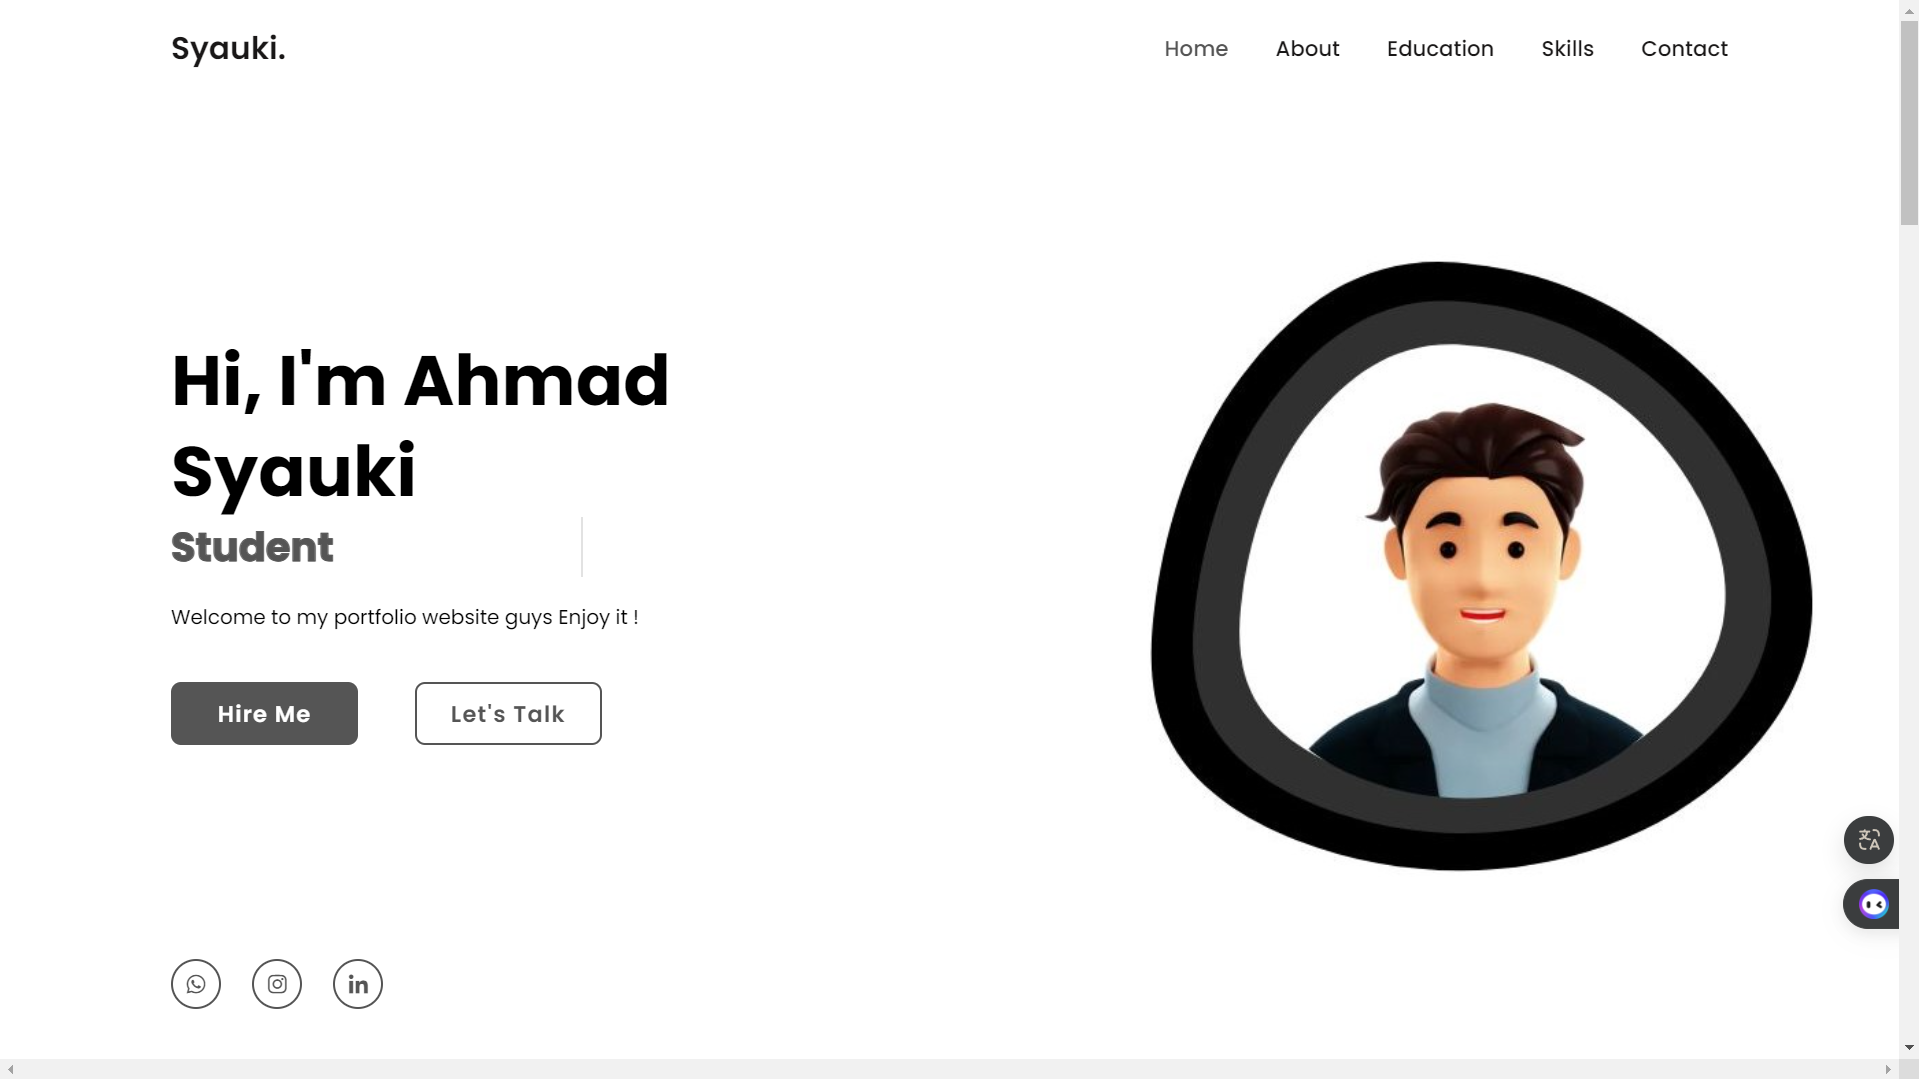 Syauki.
Home About Education Skills Contact
Hi, I'm Ahmad
Syauki
Student
Welcome to my portfolio website guys Enjoy it !
Hire Me Let's Talk